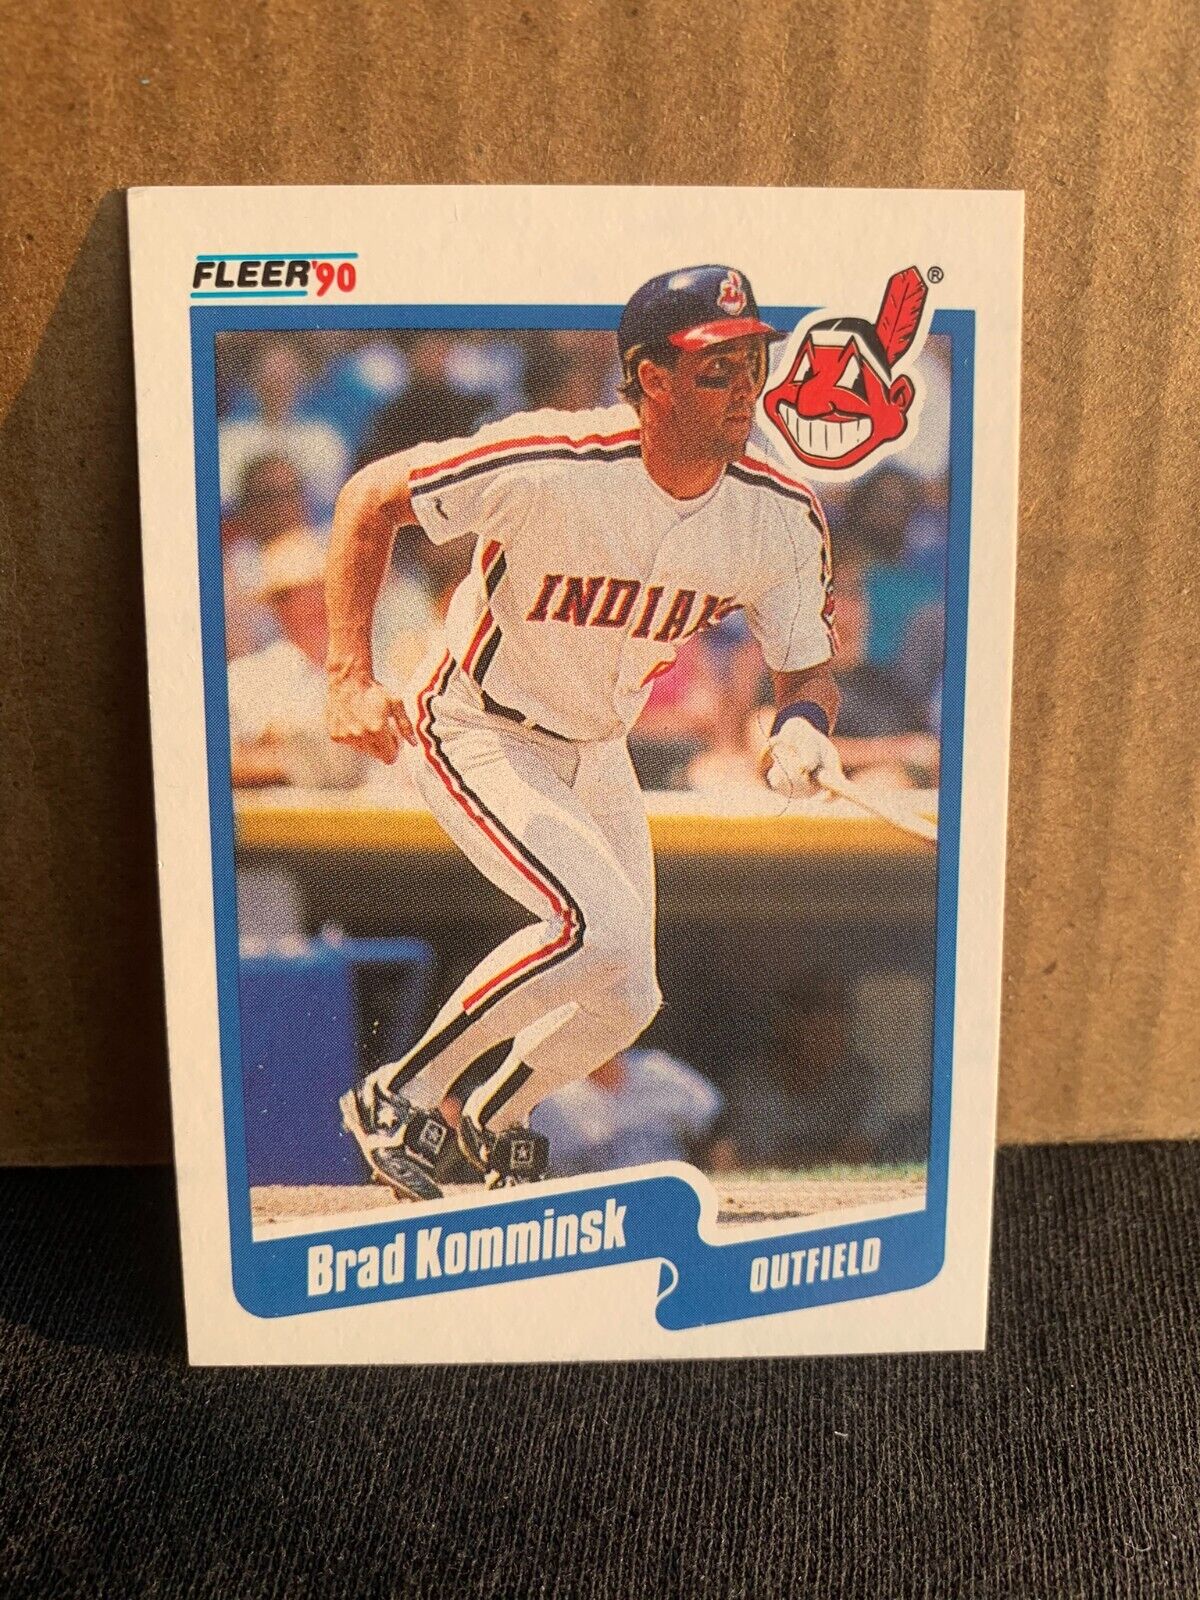 FLEER '90
®
INDIAN
Brad Komminsk
OUTFIELD